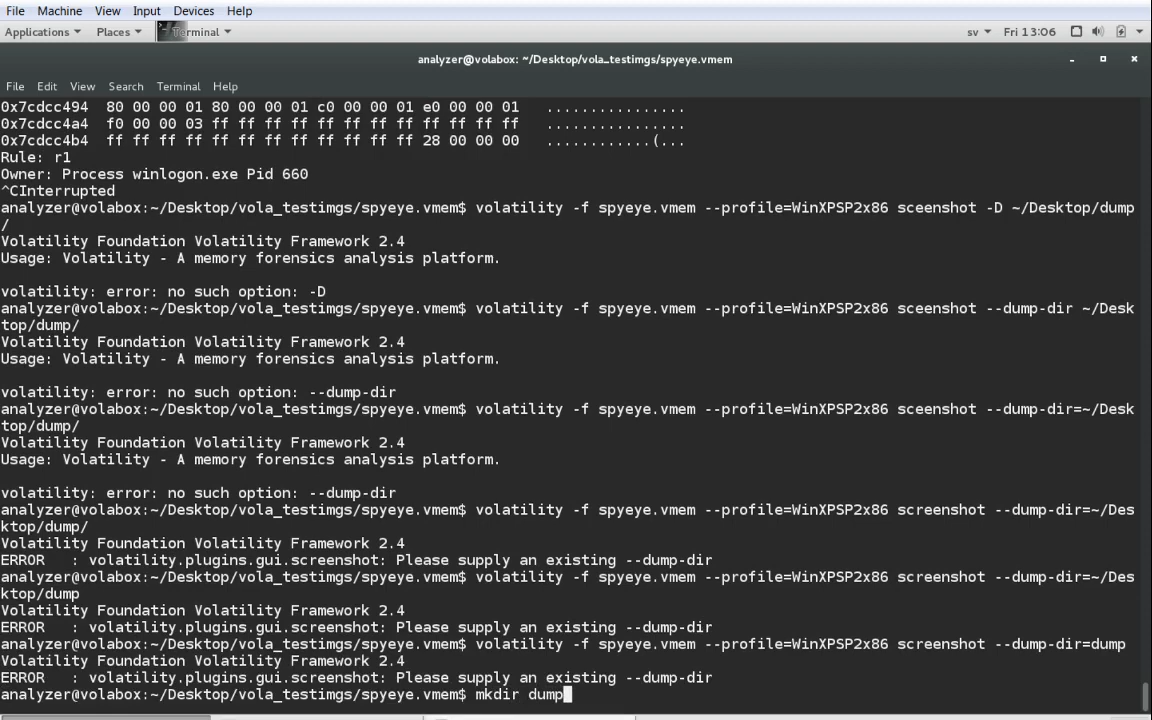 File Machine View Input Devices Help
Applications Places Terminal sv Fri 13:06
analyzer@volabox: ~/Desktop/vola_testimgs/spyeye.vmem
File Edit View Search Terminal Help
0x7cdcc494 80 00 00 01 80 00 00 01 c0 00 00 01 e0 00 00 01 ................
0x7cdcc4a4 f0 00 00 03 ff ff ff ff ff ff ff ff ff ff ff ff ................
0x7cdcc4b4 ff ff ff ff ff ff ff ff ff ff ff ff 28 00 00 00 ............(...
Rule: r1
Owner: Process winlogon.exe Pid 660
^CInterrupted
analyzer@volabox:~/Desktop/vola_testimgs/spyeye.vmem$ volatility -f spyeye.vmem --profile=WinXPSP2x86 sceenshot -D ~/Desktop/dump
/
Volatility Foundation Volatility Framework 2.4
Usage: Volatility - A memory forensics analysis platform.
volatility: error: no such option: -D
analyzer@volabox:~/Desktop/vola_testimgs/spyeye.vmem$ volatility -f spyeye.vmem --profile=WinXPSP2x86 sceenshot --dump-dir ~/Desk
top/dump/
Volatility Foundation Volatility Framework 2.4
Usage: Volatility - A memory forensics analysis platform.
volatility: error: no such option: --dump-dir
analyzer@volabox:~/Desktop/vola_testimgs/spyeye.vmem$ volatility -f spyeye.vmem --profile=WinXPSP2x86 sceenshot --dump-dir=~/Desk
top/dump/
Volatility Foundation Volatility Framework 2.4
Usage: Volatility - A memory forensics analysis platform.
volatility: error: no such option: --dump-dir
analyzer@volabox:~/Desktop/vola_testimgs/spyeye.vmem$ volatility -f spyeye.vmem --profile=WinXPSP2x86 screenshot --dump-dir=~/Des
ktop/dump/
Volatility Foundation Volatility Framework 2.4
ERROR : volatility.plugins.gui.screenshot: Please supply an existing --dump-dir
analyzer@volabox:~/Desktop/vola_testimgs/spyeye.vmem$ volatility -f spyeye.vmem --profile=WinXPSP2x86 screenshot --dump-dir=~/Des
ktop/dump
Volatility Foundation Volatility Framework 2.4
ERROR : volatility.plugins.gui.screenshot: Please supply an existing --dump-dir
analyzer@volabox:~/Desktop/vola_testimgs/spyeye.vmem$ volatility -f spyeye.vmem --profile=WinXPSP2x86 screenshot --dump-dir=dump
Volatility Foundation Volatility Framework 2.4
ERROR : volatility.plugins.gui.screenshot: Please supply an existing --dump-dir
analyzer@volabox:~/Desktop/vola_testimgs/spyeye.vmem$ mkdir dump